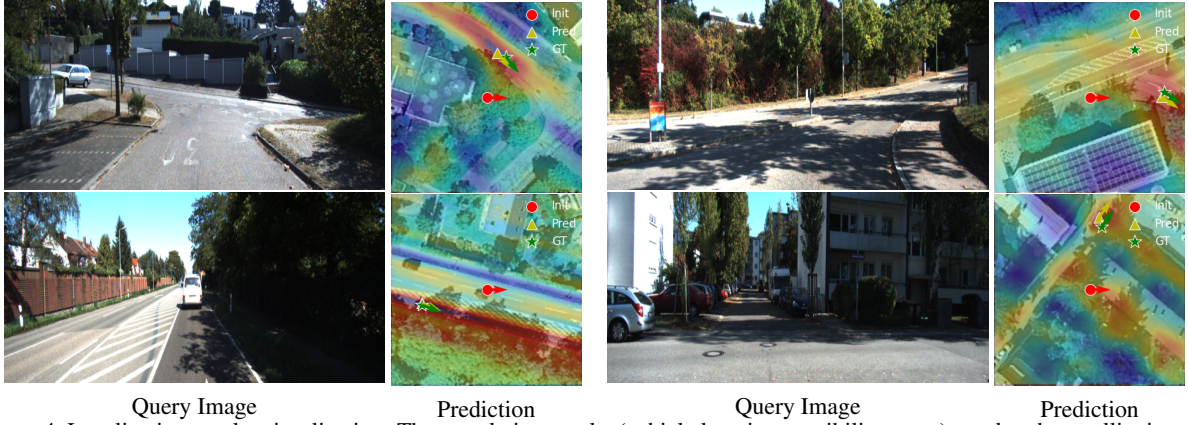 Init
Pred
GT
Init
Pred
GT
Init
Pred
GT
Init
Pred
GT
Query Image
Prediction
Query Image
Prediction